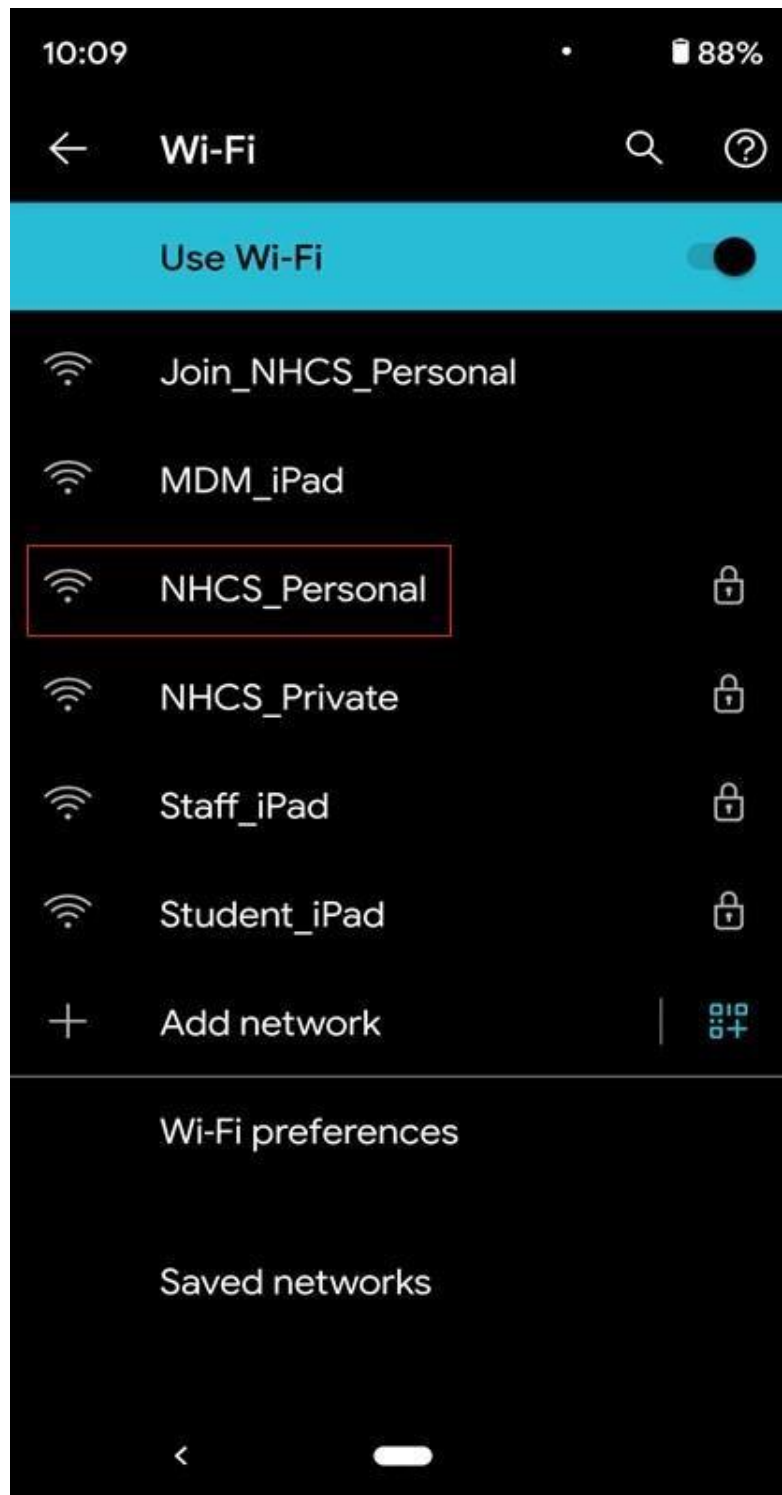 10:09
88%
Wi-Fi
Use Wi-Fi
Join_NHCS_Personal
MDM_iPad
NHCS_Personal
NHCS_Private
Staff_iPad
Student_iPad
Add network
Wi-Fi preferences
Saved networks